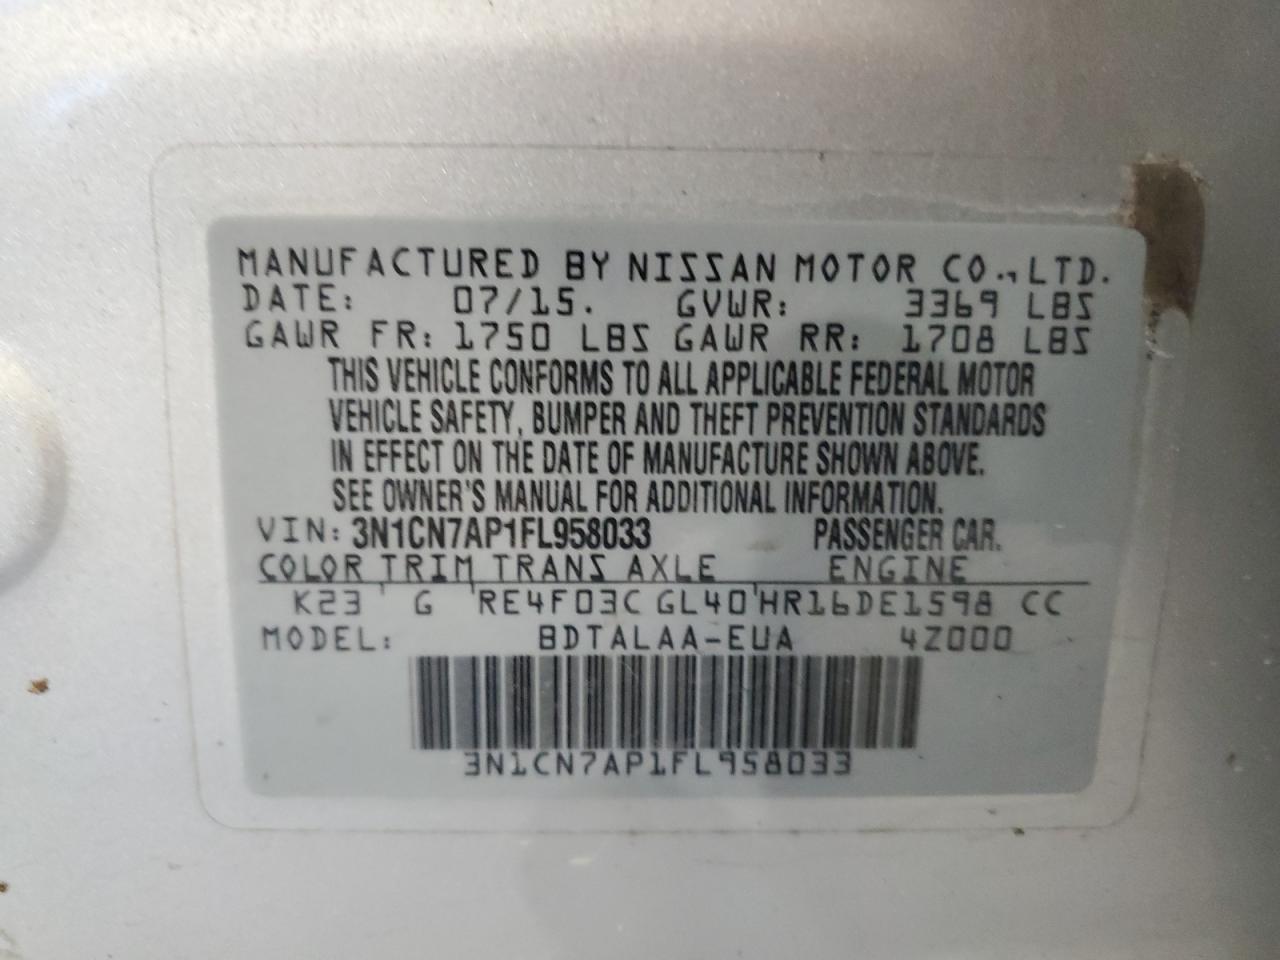 MANUFACTURED BY NISSAN MOTOR CO., LTD.
DATE: 07/15. GVWR: 3369 LBS
GAWR FR: 1750 LBS GAWR RR: 1708 LBS
THIS VEHICLE CONFORMS TO ALL APPLICABLE FEDERAL MOTOR
VEHICLE SAFETY, BUMPER AND THEFT PREVENTION STANDARDS
IN EFFECT ON THE DATE OF MANUFACTURE SHOWN ABOVE.
SEE OWNER'S MANUAL FOR ADDITIONAL INFORMATION.
VIN: 3N1CN7AP1FL958033 PASSENGER CAR.
COLOR TRIM TRANS AXLE ENGINE
K23 G RE4F03C GL40 HR16DE1598 CC
MODEL: BDTALAA-EUA 4Z000
3N1CN7AP1FL958033